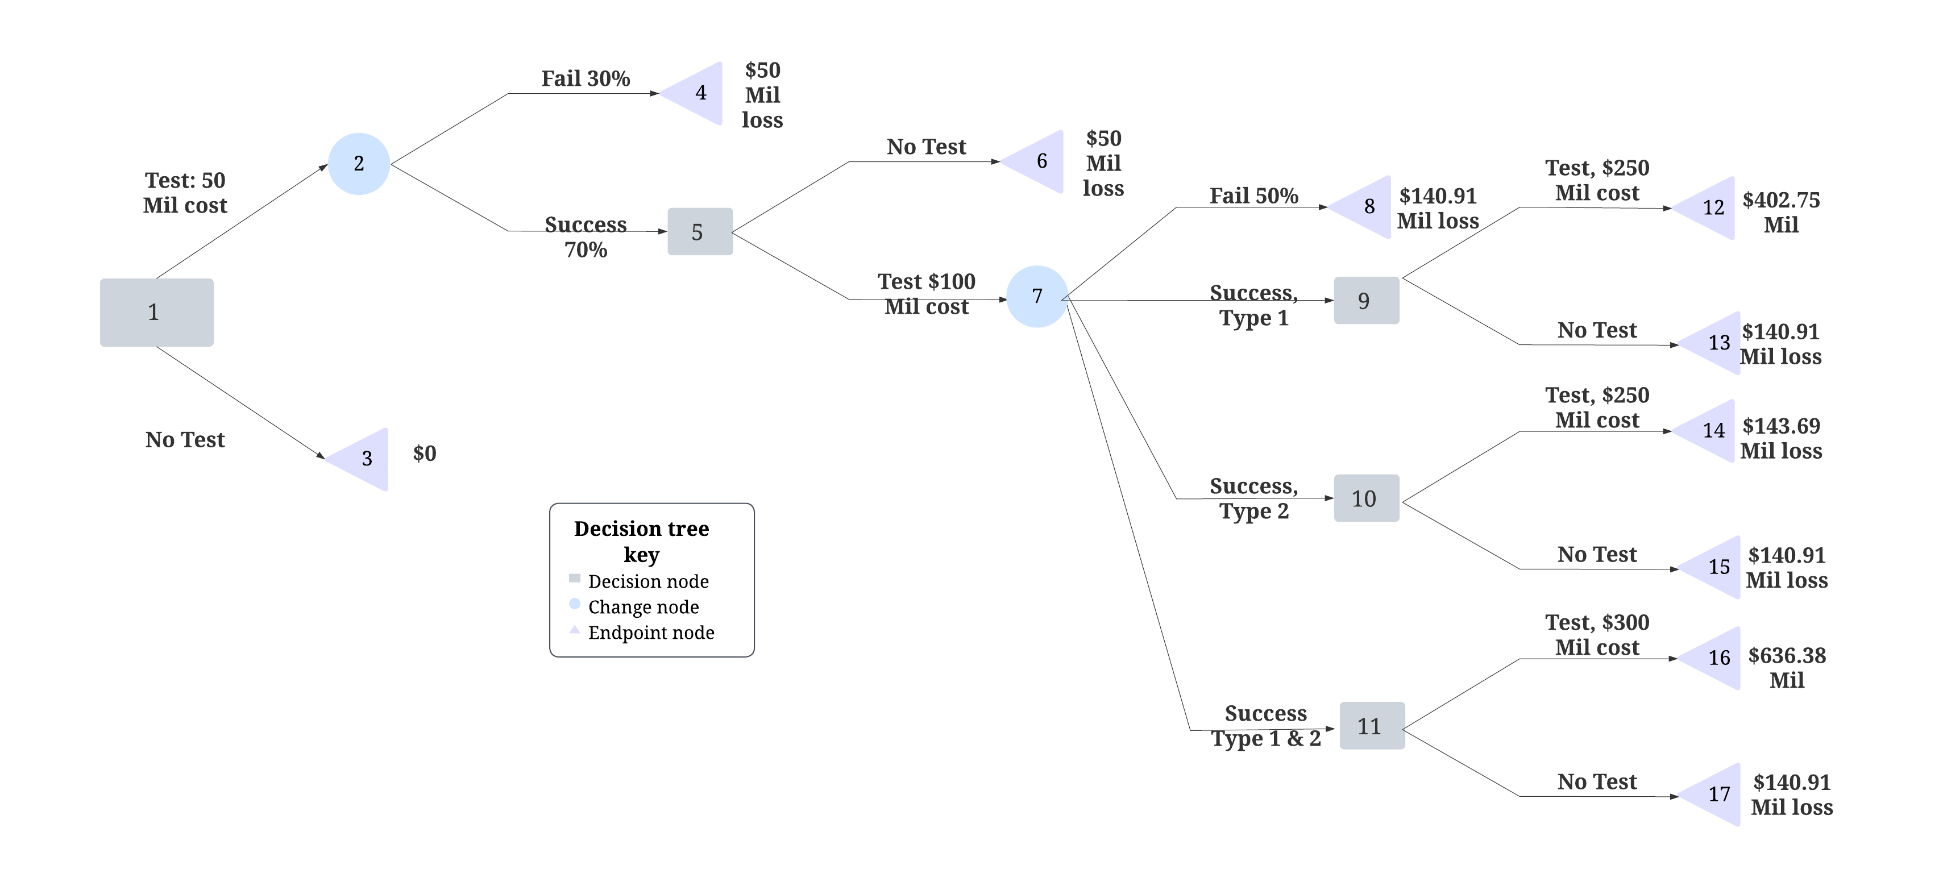 Fail 30%
4
$50
Mil
loss
2
Test: 50
Mil cost
Success
70%
5
No Test
6
$50
Mil
loss
Test $100
Mil cost
7
1
No Test
3
$0
Fail 50%
8
$140.91
Mil loss
Success,
Type 1
9
Test, $250
Mil cost
12
$402.75
Mil
No Test
13
$140.91
Mil loss
Success,
Type 2
10
Test, $250
Mil cost
14
$143.69
Mil loss
No Test
15
$140.91
Mil loss
Success
Type 1 & 2
11
Test, $300
Mil cost
16
$636.38
Mil
No Test
17
$140.91
Mil loss
Decision tree
key
Decision node
Change node
Endpoint node